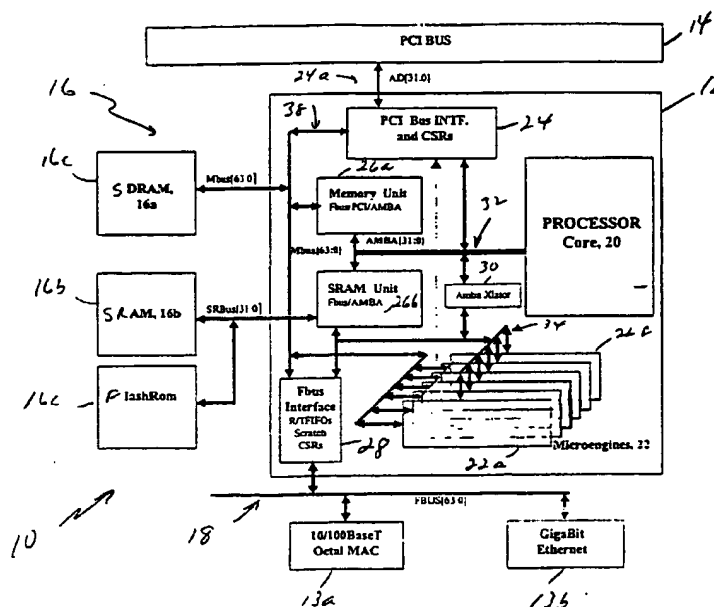 PCI BUS
14
24a
AD[31:0]
16
38
PCI Bus INTF.
and CSRs
24
16c
S DRAM,
16a
Mbus[63:0]
26a
Memory Unit
Fbus/PCI/AMBA
32
PROCESSOR
Core, 20
AMBA[31:0]
Mbus[63:0]
30
16b
SRAM, 16b
SRBus[31:0]
SRAM Unit
Fbus/AMBA
26b
Amba Xlator
34
16c
FlashRom
Fbus
Interface
R/TFIFOs
Scratch
CSRs
28
22a
Microengines, 22
10
18
FBUS[63:0]
10/100BaseT
Octal MAC
13a
GigaBit
Ethernet
13b